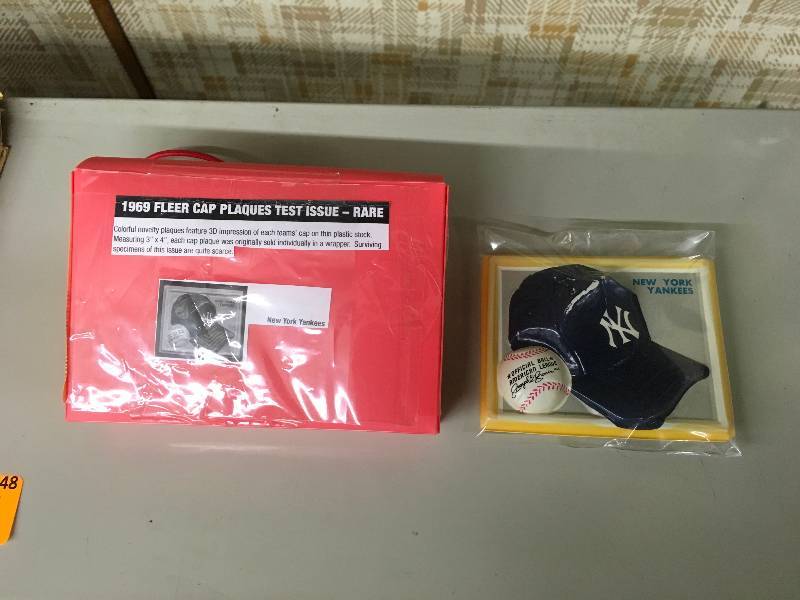 1969 FLEER CAP PLAQUES TEST ISSUE – RARE
Colorful novelty plaques feature 3D impression of each teams' cap on thin plastic stock.
Measuring 3" x 4", each cap plaque was originally sold individually in a wrapper. Surviving
specimens of this issue are quite scarce.
New York Yankees
NEW YORK
YANKEES
NY
OFFICIAL BALL
AMERICAN LEAGUE
48